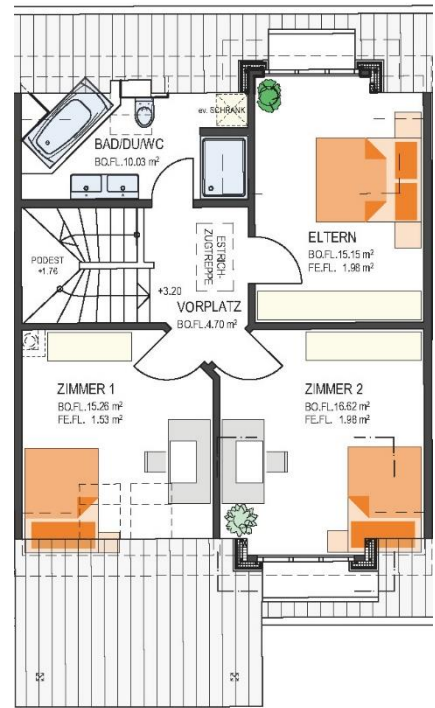 ev. SCHRANK
BAD/DU/WC
BO.FL.10.03 m²
ELTERN
BO.FL.15.15 m²
FE.FL. 1.98 m²
PODEST
+1.76
ESTRICH-
ZUGTREPPE
+3.20
VORPLATZ
BO.FL.4.70 m²
ZIMMER 1
BO.FL.15.26 m²
FE.FL. 1.53 m²
ZIMMER 2
BO.FL.16.62 m²
FE.FL. 1.98 m²